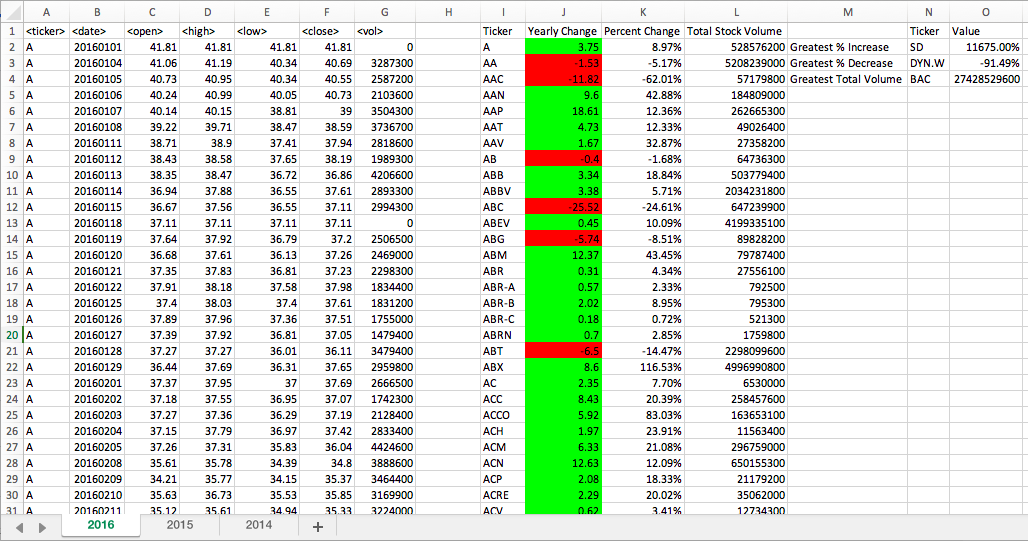 A B C D E F G H I J K L M N O
1 <ticker> <date> <open> <high> <low> <close> <vol> Ticker Yearly Change Percent Change Total Stock Volume Ticker Value
2 A 20160101 41.81 41.81 41.81 41.81 0 A 3.75 8.97% 528576200 Greatest % Increase SD 11675.00%
3 A 20160104 41.06 41.19 40.34 40.69 3287300 AA -1.53 -5.17% 5208239000 Greatest % Decrease DYN.W -91.49%
4 A 20160105 40.73 40.95 40.34 40.55 2587200 AAC -11.82 -62.01% 57179800 Greatest Total Volume BAC 27428529600
5 A 20160106 40.24 40.99 40.05 40.73 2103600 AAN 9.6 42.88% 184809000
6 A 20160107 40.14 40.15 38.81 39 3504300 AAP 18.61 12.36% 262665300
7 A 20160108 39.22 39.71 38.47 38.59 3736700 AAT 4.73 12.33% 49026400
8 A 20160111 38.71 38.9 37.41 37.94 2818600 AAV 1.67 32.87% 27358200
9 A 20160112 38.43 38.58 37.65 38.19 1989300 AB -0.4 -1.68% 64736300
10 A 20160113 38.35 38.47 36.72 36.86 4206600 ABB 3.34 18.84% 503779400
11 A 20160114 36.94 37.88 36.55 37.61 2893300 ABBV 3.38 5.71% 2034231800
12 A 20160115 36.67 37.56 36.55 37.11 2994300 ABC -25.52 -24.61% 647239900
13 A 20160118 37.11 37.11 37.11 37.11 0 ABEV 0.45 10.09% 4199335100
14 A 20160119 37.64 37.92 36.79 37.2 2506500 ABG -5.74 -8.51% 89828200
15 A 20160120 36.68 37.61 36.13 37.26 2469000 ABM 12.37 43.45% 79787400
16 A 20160121 37.35 37.83 36.81 37.23 2298300 ABR 0.31 4.34% 27556100
17 A 20160122 37.91 38.18 37.58 37.98 1834400 ABR-A 0.57 2.33% 792500
18 A 20160125 37.4 38.03 37.4 37.61 1831200 ABR-B 2.02 8.95% 795300
19 A 20160126 37.89 37.96 37.36 37.51 1755000 ABR-C 0.18 0.72% 521300
20 A 20160127 37.39 37.92 36.81 37.05 1479400 ABRN 0.7 2.85% 1759800
21 A 20160128 37.27 37.27 36.01 36.11 3479400 ABT -6.5 -14.47% 2298099600
22 A 20160129 36.44 37.69 36.31 37.65 2959800 ABX 8.6 116.53% 4996990800
23 A 20160201 37.37 37.95 37 37.69 2666500 AC 2.35 7.70% 6530000
24 A 20160202 37.18 37.55 36.95 37.07 1742300 ACC 8.43 20.39% 258457600
25 A 20160203 37.27 37.36 36.29 37.19 2128400 ACCO 5.92 83.03% 163653100
26 A 20160204 37.15 37.79 36.97 37.42 2833400 ACH 1.97 23.91% 11563400
27 A 20160205 37.26 37.31 35.83 36.04 4424600 ACM 6.33 21.08% 296759000
28 A 20160208 35.61 35.78 34.39 34.8 3888600 ACN 12.63 12.09% 650155300
29 A 20160209 34.21 35.77 34.15 35.37 3464400 ACP 2.08 18.33% 21179200
30 A 20160210 35.63 36.73 35.53 35.85 3169900 ACRE 2.29 20.02% 35062000
31 A 20160211 35.12 35.61 34.94 35.33 3224000 ACV 0.62 3.41% 12734300
2016 2015 2014 +